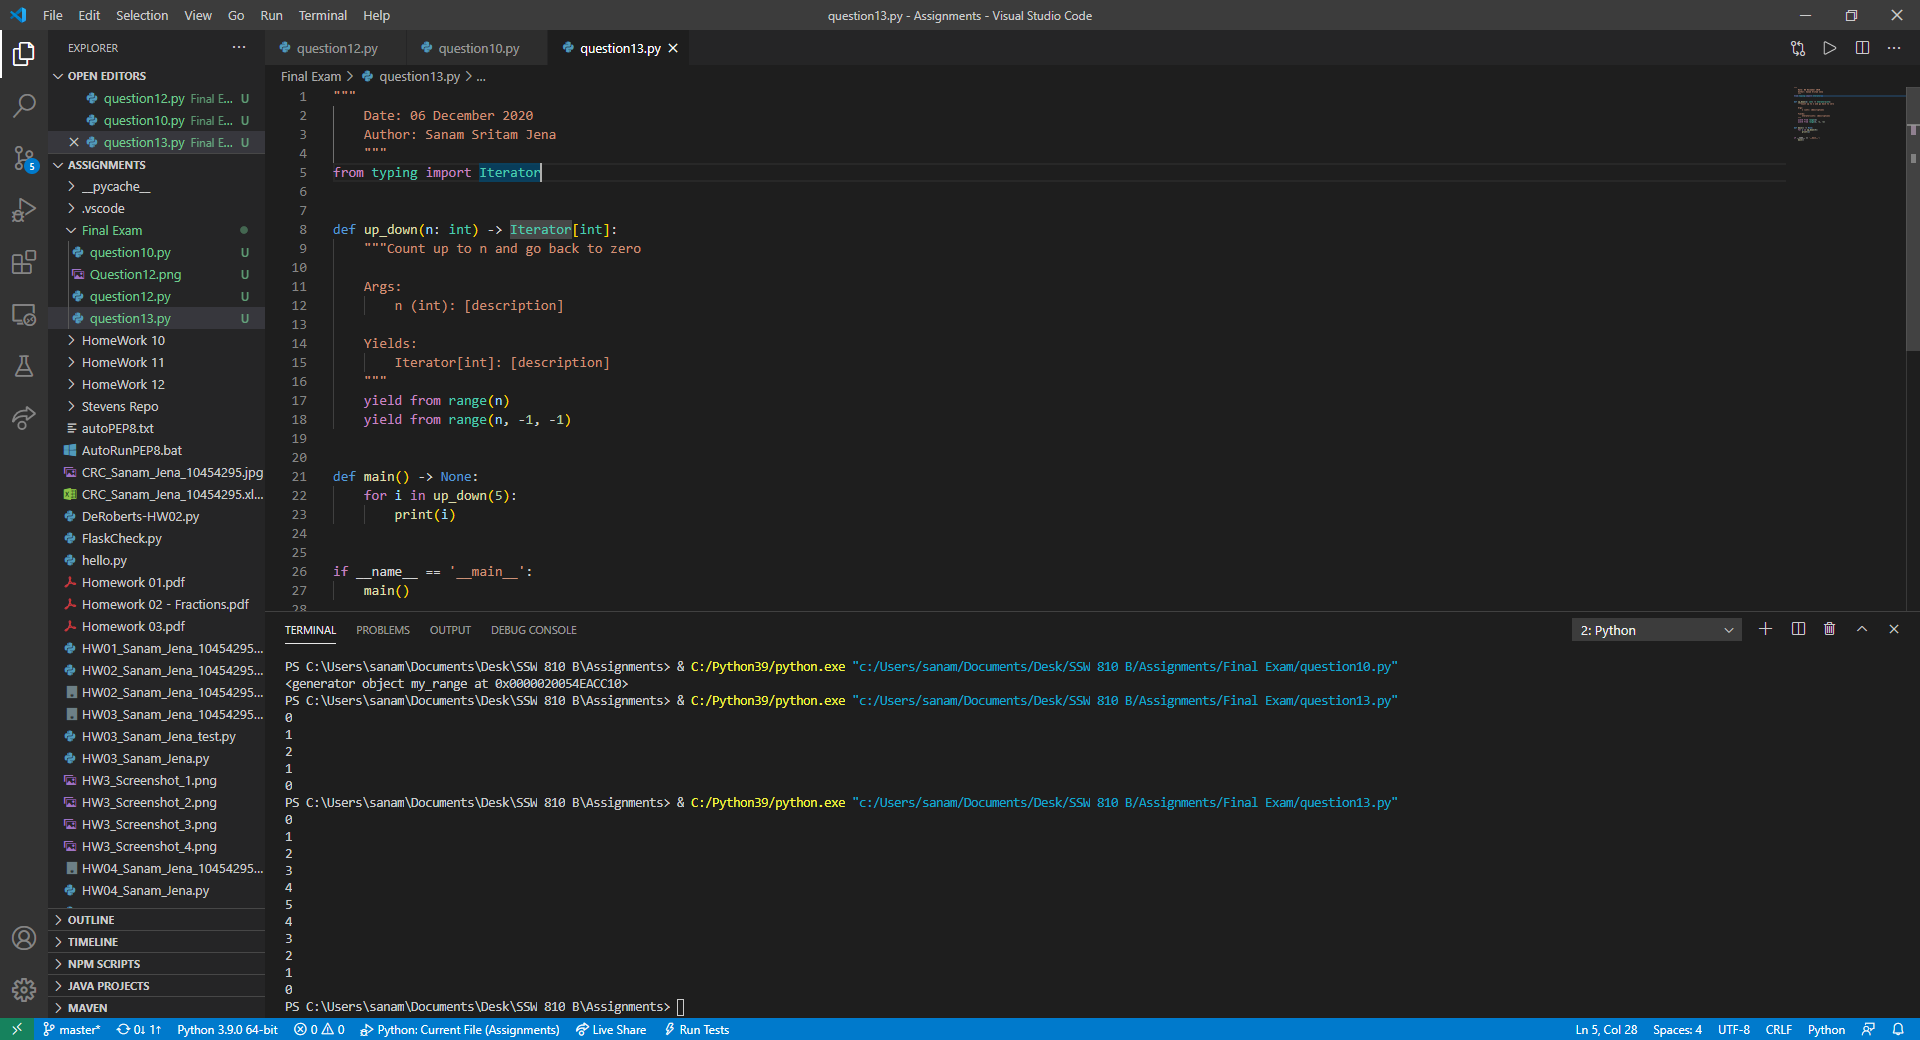 File Edit Selection View Go Run Terminal Help
question13.py - Assignments - Visual Studio Code
EXPLORER
OPEN EDITORS
question12.py Final E... U
question10.py Final E... U
question13.py Final E... U
ASSIGNMENTS
__pycache__
.vscode
Final Exam
question10.py U
Question12.png U
question12.py U
question13.py U
HomeWork 10
HomeWork 11
HomeWork 12
Stevens Repo
autoPEP8.txt
AutoRunPEP8.bat
CRC_Sanam_Jena_10454295.jpg
CRC_Sanam_Jena_10454295.xl...
DeRoberts-HW02.py
FlaskCheck.py
hello.py
Homework 01.pdf
Homework 02 - Fractions.pdf
Homework 03.pdf
HW01_Sanam_Jena_10454295...
HW02_Sanam_Jena_10454295...
HW02_Sanam_Jena_10454295...
HW03_Sanam_Jena_10454295...
HW03_Sanam_Jena_test.py
HW03_Sanam_Jena.py
HW3_Screenshot_1.png
HW3_Screenshot_2.png
HW3_Screenshot_3.png
HW3_Screenshot_4.png
HW04_Sanam_Jena_10454295...
HW04_Sanam_Jena.py
OUTLINE
TIMELINE
NPM SCRIPTS
JAVA PROJECTS
MAVEN
5
question12.py question10.py question13.py
Final Exam > question13.py > ...
1 """
2 Date: 06 December 2020
3 Author: Sanam Sritam Jena
4 """
5 from typing import Iterator
6
7
8 def up_down(n: int) -> Iterator[int]:
9 """Count up to n and go back to zero
10
11 Args:
12 n (int): [description]
13
14 Yields:
15 Iterator[int]: [description]
16 """
17 yield from range(n)
18 yield from range(n, -1, -1)
19
20
21 def main() -> None:
22 for i in up_down(5):
23 print(i)
24
25
26 if __name__ == '__main__':
27 main()
28
TERMINAL PROBLEMS OUTPUT DEBUG CONSOLE
2: Python
PS C:\Users\sanam\Documents\Desk\SSW 810 B\Assignments> & C:/Python39/python.exe "c:/Users/sanam/Documents/Desk/SSW 810 B/Assignments/Final Exam/question10.py"
<generator object my_range at 0x0000020054EACC10>
PS C:\Users\sanam\Documents\Desk\SSW 810 B\Assignments> & C:/Python39/python.exe "c:/Users/sanam/Documents/Desk/SSW 810 B/Assignments/Final Exam/question13.py"
0
1
2
1
0
PS C:\Users\sanam\Documents\Desk\SSW 810 B\Assignments> & C:/Python39/python.exe "c:/Users/sanam/Documents/Desk/SSW 810 B/Assignments/Final Exam/question13.py"
0
1
2
3
4
5
4
3
2
1
0
PS C:\Users\sanam\Documents\Desk\SSW 810 B\Assignments>
master* 0↓ 1↑ Python 3.9.0 64-bit 0 0 Python: Current File (Assignments) Live Share Run Tests
Ln 5, Col 28 Spaces: 4 UTF-8 CRLF Python